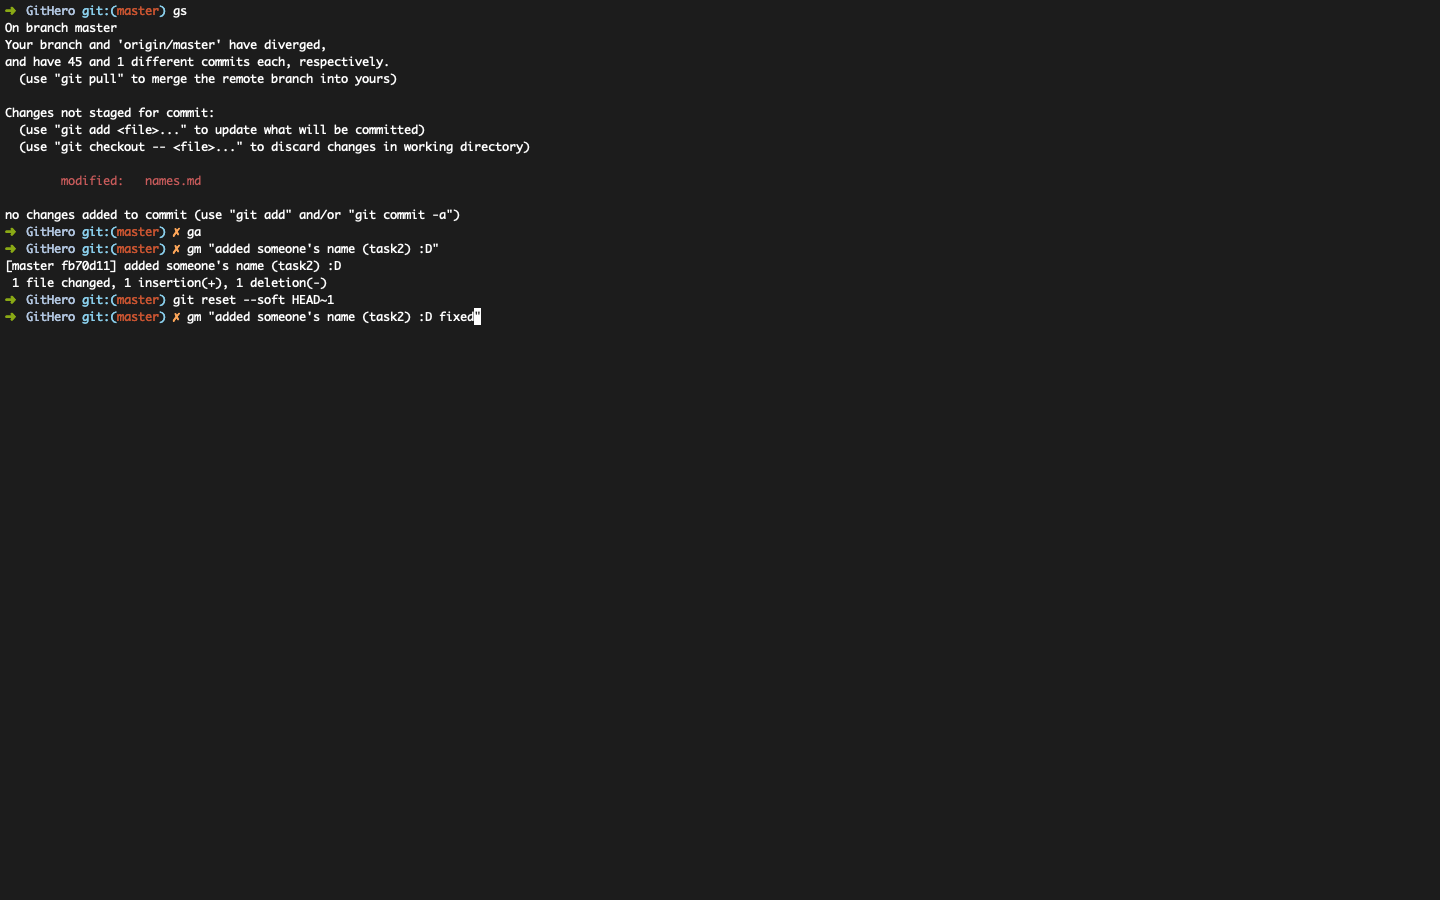 ➜  GitHero git:(master) gs
On branch master
Your branch and 'origin/master' have diverged,
and have 45 and 1 different commits each, respectively.
  (use "git pull" to merge the remote branch into yours)

Changes not staged for commit:
  (use "git add <file>..." to update what will be committed)
  (use "git checkout -- <file>..." to discard changes in working directory)

        modified:   names.md

no changes added to commit (use "git add" and/or "git commit -a")
➜  GitHero git:(master) ✗ ga
➜  GitHero git:(master) ✗ gm "added someone's name (task2) :D"
[master fb70d11] added someone's name (task2) :D
 1 file changed, 1 insertion(+), 1 deletion(-)
➜  GitHero git:(master) git reset --soft HEAD~1
➜  GitHero git:(master) ✗ gm "added someone's name (task2) :D fixed"